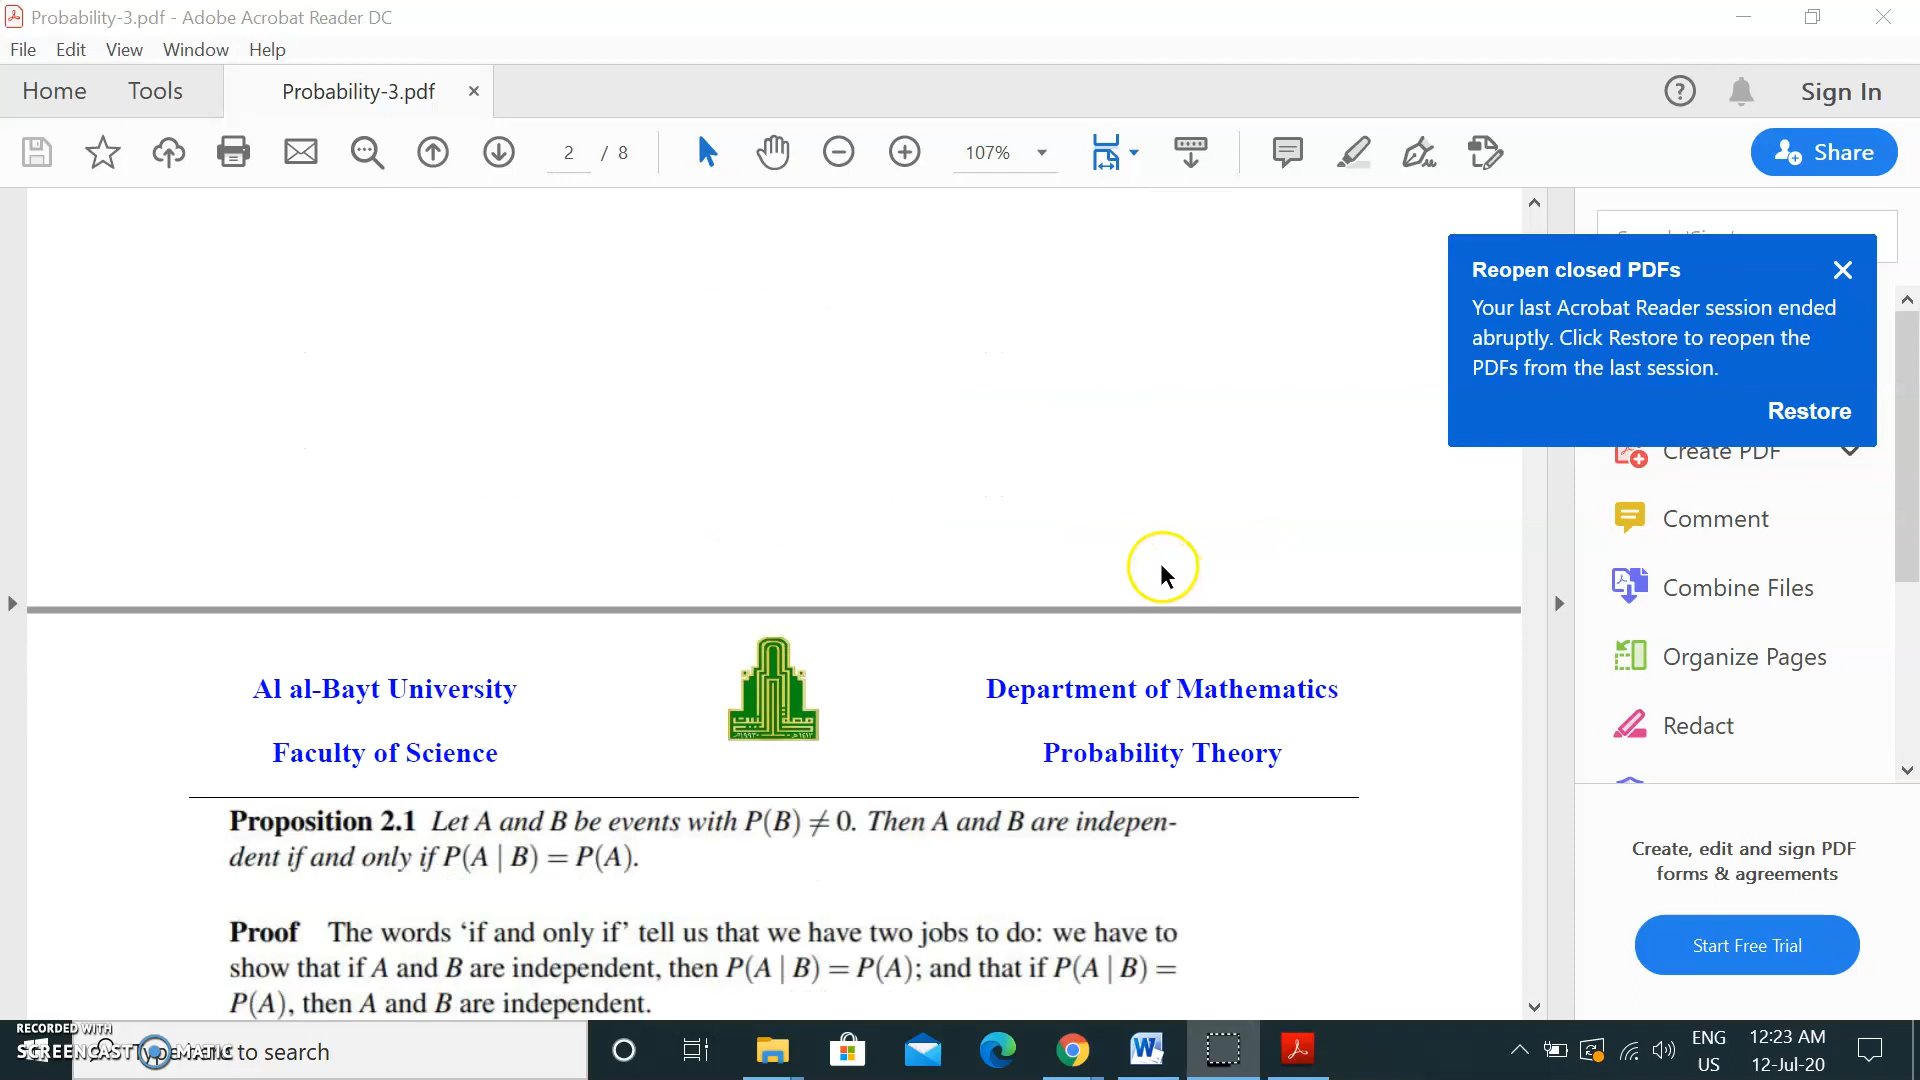 Probability-3.pdf - Adobe Acrobat Reader DC
File Edit View Window Help
Home Tools Probability-3.pdf Sign In
2 / 8 107% Share
Reopen closed PDFs
Your last Acrobat Reader session ended
abruptly. Click Restore to reopen the
PDFs from the last session.
Restore
Create PDF
Comment
Combine Files
Organize Pages
Redact
Create, edit and sign PDF
forms & agreements
Start Free Trial
Al al-Bayt University Department of Mathematics
Faculty of Science Probability Theory
Proposition 2.1 Let A and B be events with P(B) ≠ 0. Then A and B are indepen-
dent if and only if P(A | B) = P(A).
Proof The words ‘if and only if’ tell us that we have two jobs to do: we have to
show that if A and B are independent, then P(A | B) = P(A); and that if P(A | B) =
P(A), then A and B are independent.
RECORDED WITH
SCREENCAST MATIC
to search
ENG 12:23 AM
US 12-Jul-20